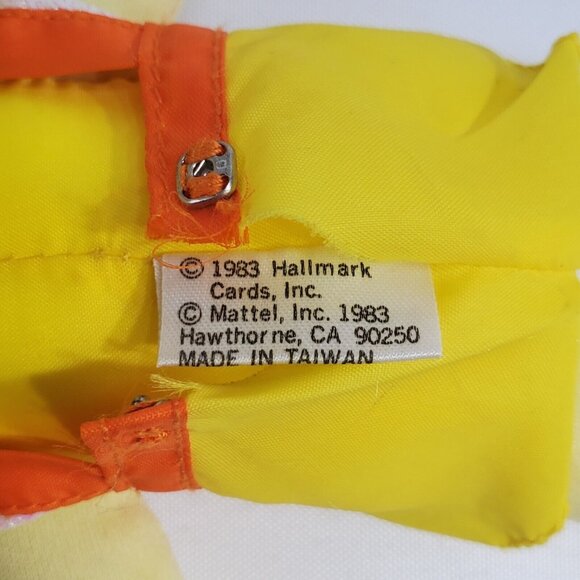 © 1983 Hallmark
Cards, Inc.
© Mattel, Inc. 1983
Hawthorne, CA 90250
MADE IN TAIWAN